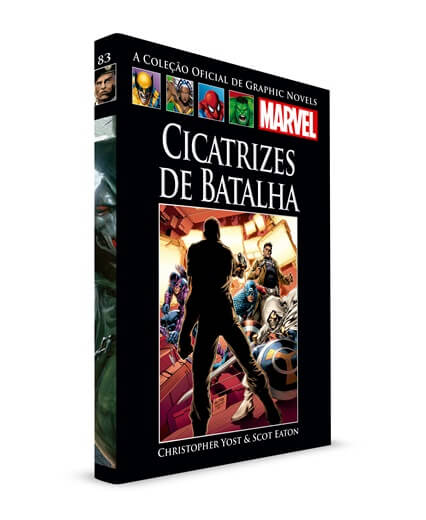 83
A Coleção Oficial de Graphic Novels
MARVEL
Cicatrizes
de Batalha
Christopher Yost & Scot Eaton